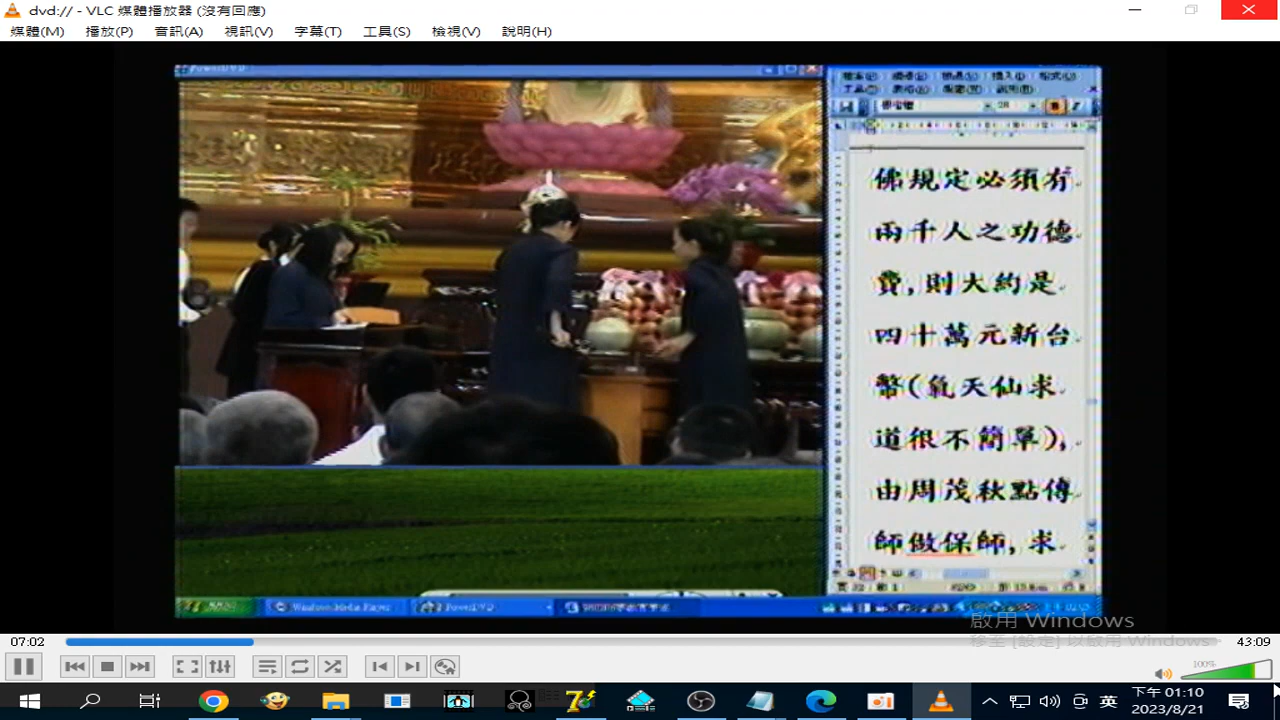 dvd:// - VLC 媒體播放器 (沒有回應)
媒體(M) 播放(P) 音訊(A) 視訊(V) 字幕(T) 工具(S) 檢視(V) 說明(H)
PowerDVD
佛規定必須有
兩千人之功德
費,則大約是
四十萬元新台
幣(氣天仙求
道很不簡單),
由周茂秋點傳
師做保師,求
Windows Media Player
PowerDVD
啟用 Windows
移至 [設定] 以啟用 Windows。
07:02
43:09
100%
英
下午 01:10
2023/8/21